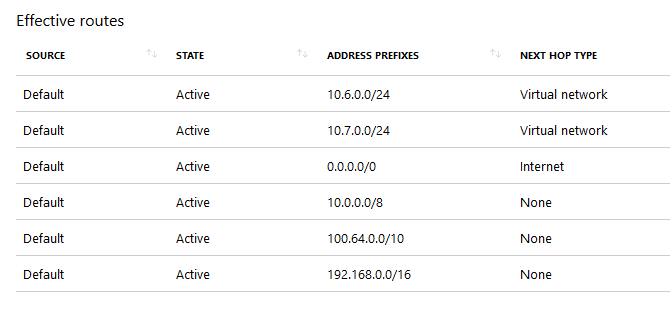 Effective routes
SOURCE STATE ADDRESS PREFIXES NEXT HOP TYPE
Default Active 10.6.0.0/24 Virtual network
Default Active 10.7.0.0/24 Virtual network
Default Active 0.0.0.0/0 Internet
Default Active 10.0.0.0/8 None
Default Active 100.64.0.0/10 None
Default Active 192.168.0.0/16 None